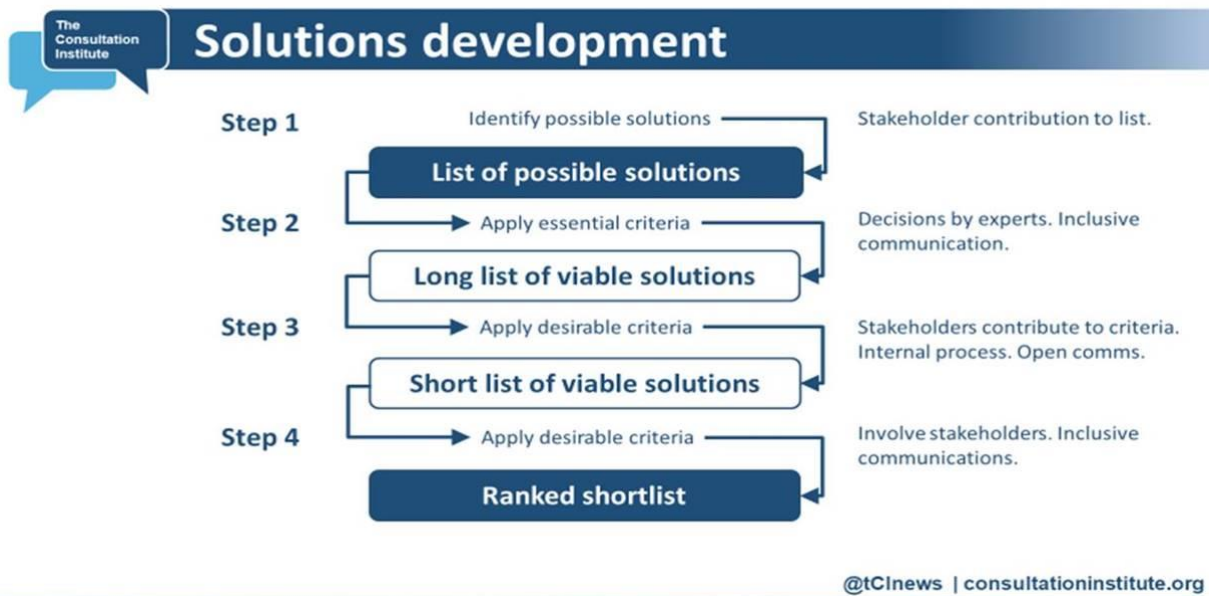 The
Consultation
Institute
Solutions development
Step 1
Identify possible solutions
Stakeholder contribution to list.
List of possible solutions
Step 2
Apply essential criteria
Decisions by experts. Inclusive
communication.
Long list of viable solutions
Step 3
Apply desirable criteria
Stakeholders contribute to criteria.
Internal process. Open comms.
Short list of viable solutions
Step 4
Apply desirable criteria
Involve stakeholders. Inclusive
communications.
Ranked shortlist
@tCInews | consultationinstitute.org